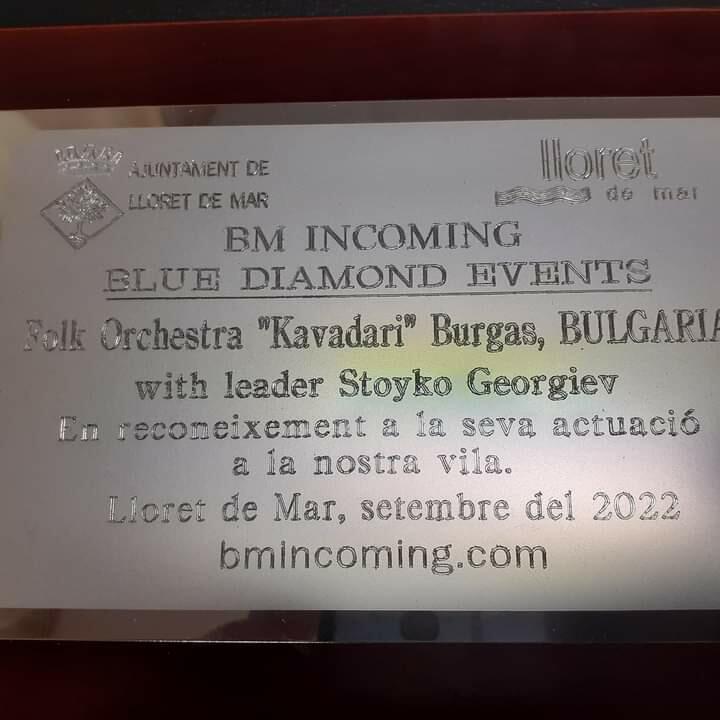 AJUNTAMENT DE
LLORET DE MAR
lloret
de mar
BM INCOMING
BLUE DIAMOND EVENTS
Folk Orchestra "Kavadari" Burgas, BULGARIA
with leader Stoyko Georgiev
En reconeixement a la seva actuació
a la nostra vila.
Lloret de Mar, setembre del 2022
bmincoming.com